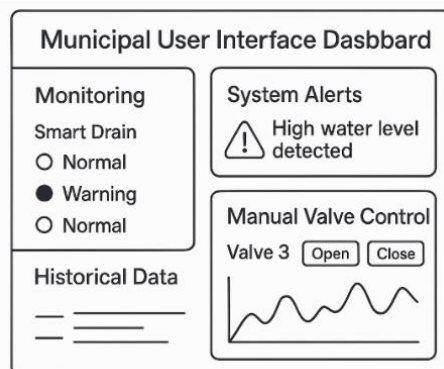 Municipal User Interface Dasbbard
Monitoring
Smart Drain
Normal
Warning
Normal
Historical Data
System Alerts
High water level
detected
Manual Valve Control
Valve 3 Open Close